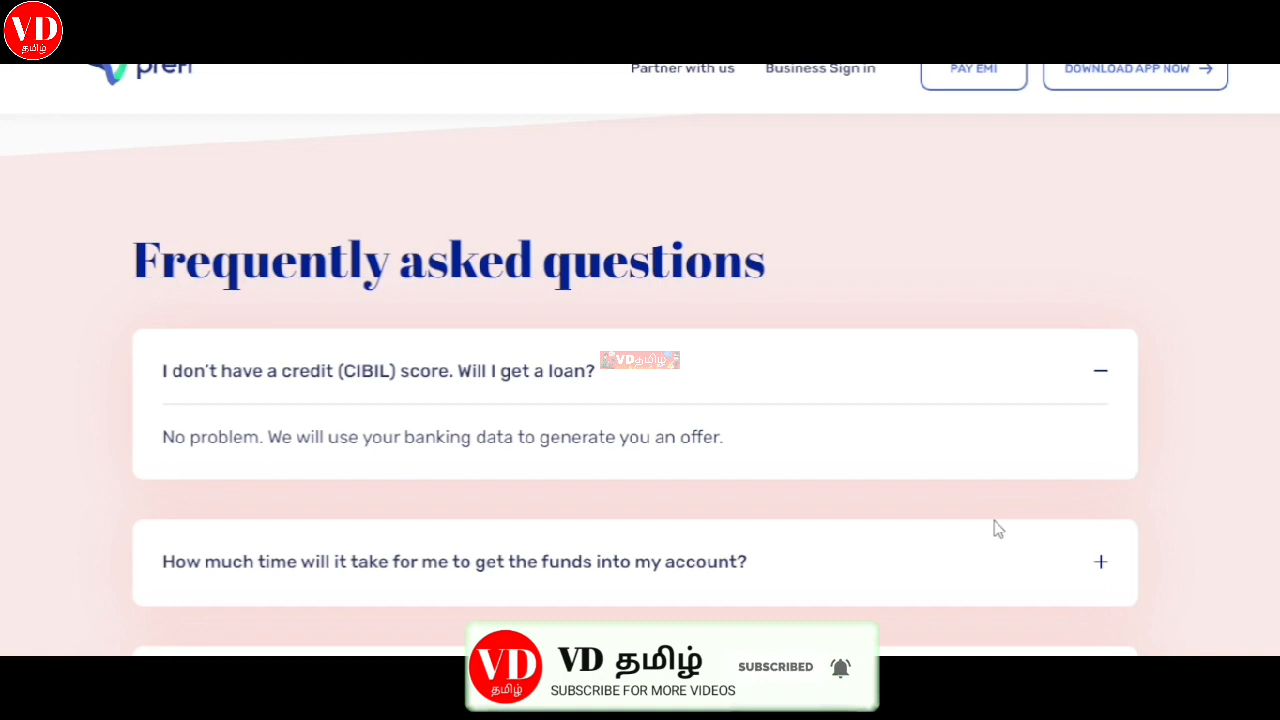 VD
தமிழ்
preFi
Partner with us
Business Sign in
PAY EMI
DOWNLOAD APP NOW →
Frequently asked questions
VDதமிழ்
I don't have a credit (CIBIL) score. Will I get a loan?
No problem. We will use your banking data to generate you an offer.
How much time will it take for me to get the funds into my account?
VD
தமிழ்
VD தமிழ்
SUBSCRIBED
SUBSCRIBE FOR MORE VIDEOS